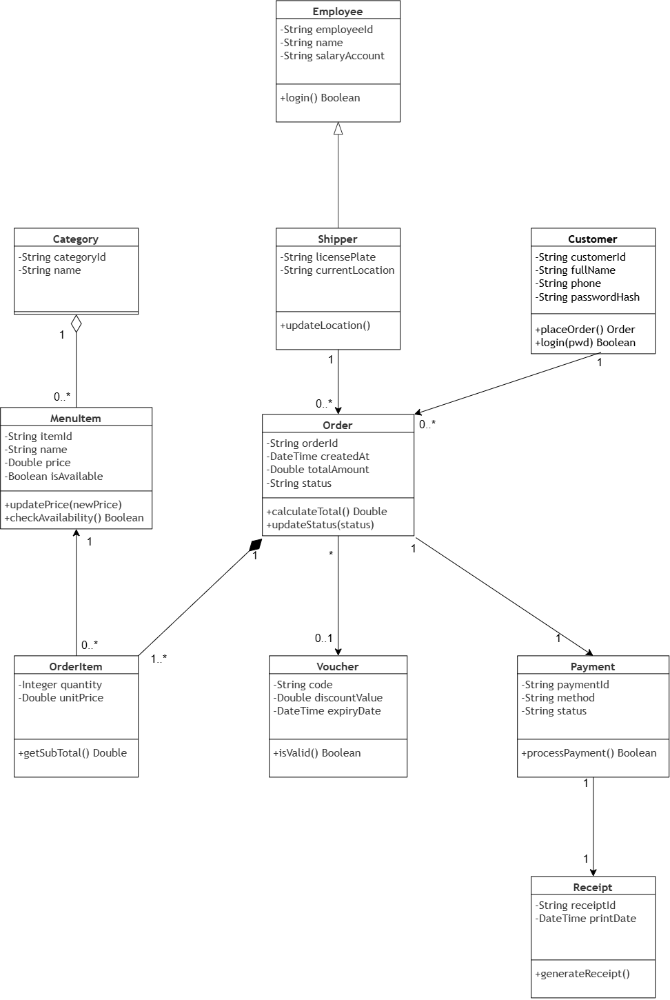 Employee
-String employeeId
-String name
-String salaryAccount
+login() Boolean
Category
-String categoryId
-String name
1
0..*
Shipper
-String licensePlate
-String currentLocation
+updateLocation()
1
0..*
Customer
-String customerId
-String fullName
-String phone
-String passwordHash
+placeOrder() Order
+login(pwd) Boolean
1
0..*
MenuItem
-String itemId
-String name
-Double price
-Boolean isAvailable
+updatePrice(newPrice)
+checkAvailability() Boolean
1
0..*
Order
-String orderId
-DateTime createdAt
-Double totalAmount
-String status
+calculateTotal() Double
+updateStatus(status)
1
1..*
*
0..1
1
1
OrderItem
-Integer quantity
-Double unitPrice
+getSubTotal() Double
Voucher
-String code
-Double discountValue
-DateTime expiryDate
+isValid() Boolean
Payment
-String paymentId
-String method
-String status
+processPayment() Boolean
1
1
Receipt
-String receiptId
-DateTime printDate
+generateReceipt()